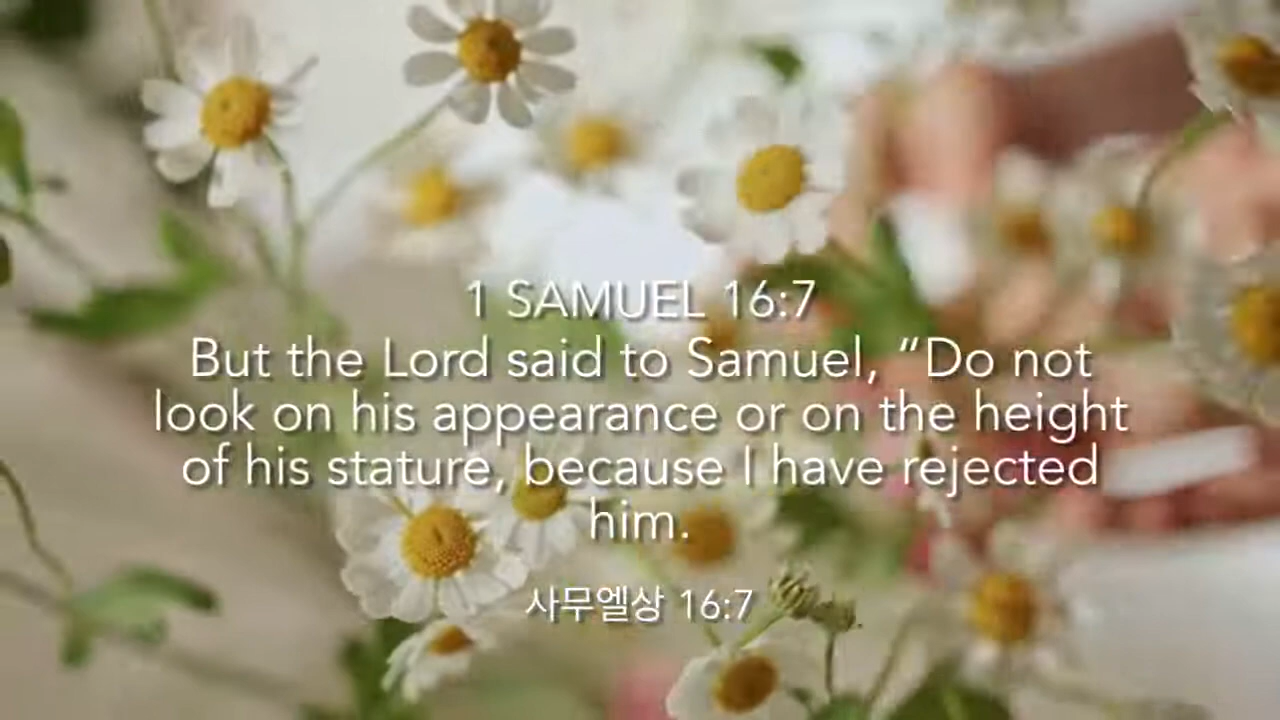 1 SAMUEL 16:7
But the Lord said to Samuel, “Do not
look on his appearance or on the height
of his stature, because I have rejected
him.
사무엘상 16:7